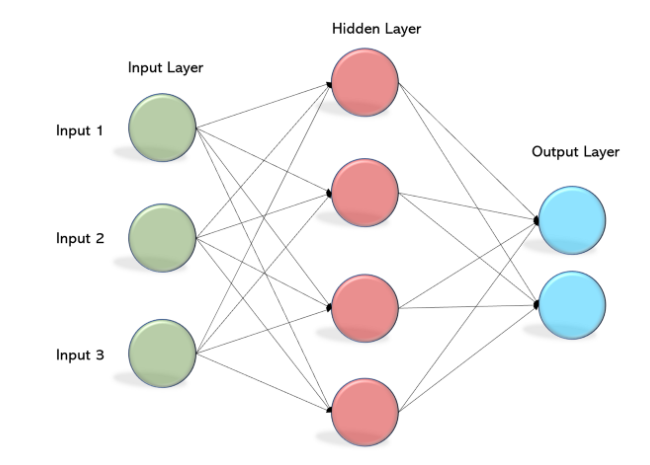 Hidden Layer
Input Layer
Input 1
Output Layer
Input 2
Input 3